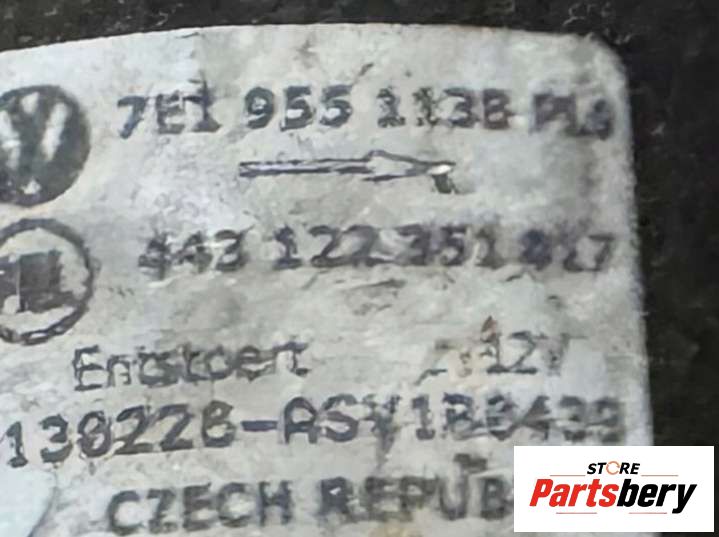 7E1 955 113B
443 122 351
Entstoert 12V
CZECH REPUB
STORE
Partsbery